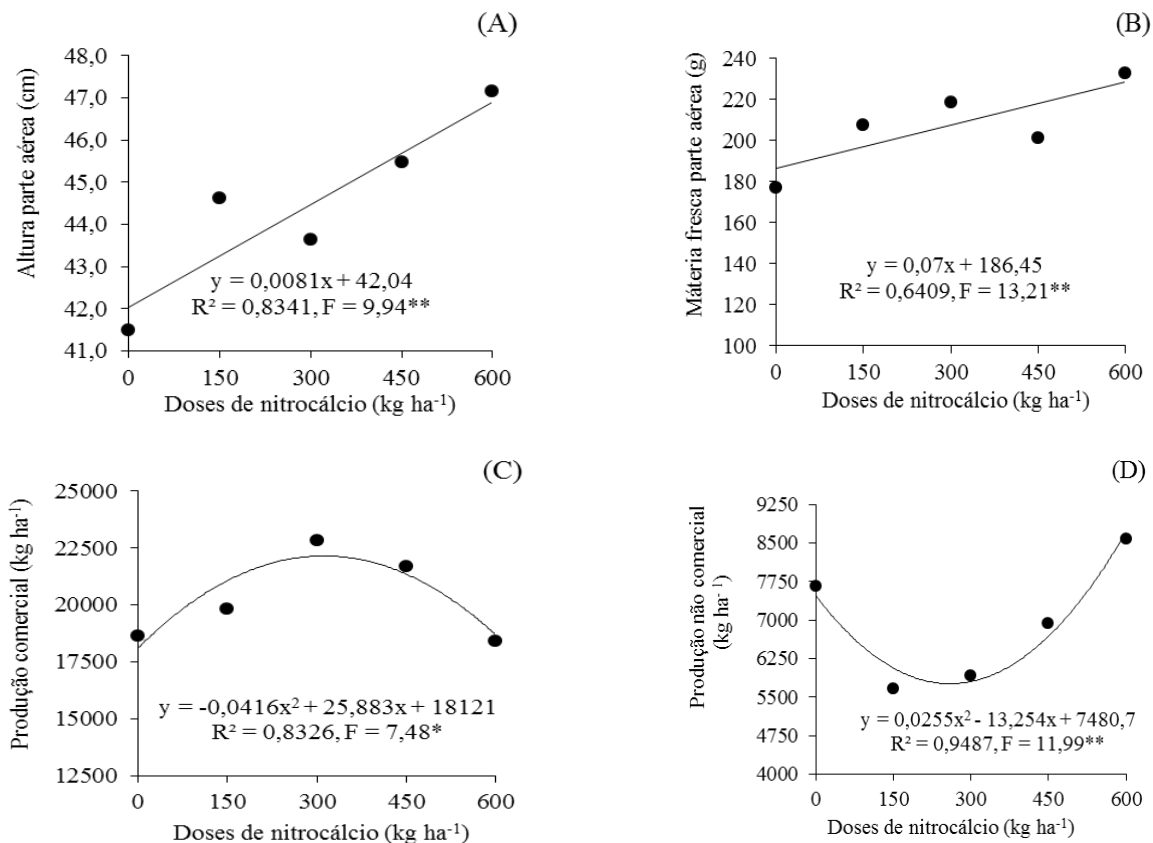 (A)
Altura parte aérea (cm)
48,0
47,0
46,0
45,0
44,0
43,0
42,0
41,0
y = 0,0081x + 42,04
R² = 0,8341, F = 9,94**
0 150 300 450 600
Doses de nitrocálcio (kg ha⁻¹)
(B)
Máteria fresca parte aérea (g)
240
220
200
180
160
140
120
100
y = 0,07x + 186,45
R² = 0,6409, F = 13,21**
0 150 300 450 600
Doses de nitrocálcio (kg ha⁻¹)
(C)
Produção comercial (kg ha⁻¹)
25000
22500
20000
17500
15000
12500
y = -0,0416x² + 25,883x + 18121
R² = 0,8326, F = 7,48*
0 150 300 450 600
Doses de nitrocálcio (kg ha⁻¹)
(D)
Produção não comercial
(kg ha⁻¹)
9250
8500
7750
7000
6250
5500
4750
4000
y = 0,0255x² - 13,254x + 7480,7
R² = 0,9487, F = 11,99**
0 150 300 450 600
Doses de nitrocálcio (kg ha⁻¹)